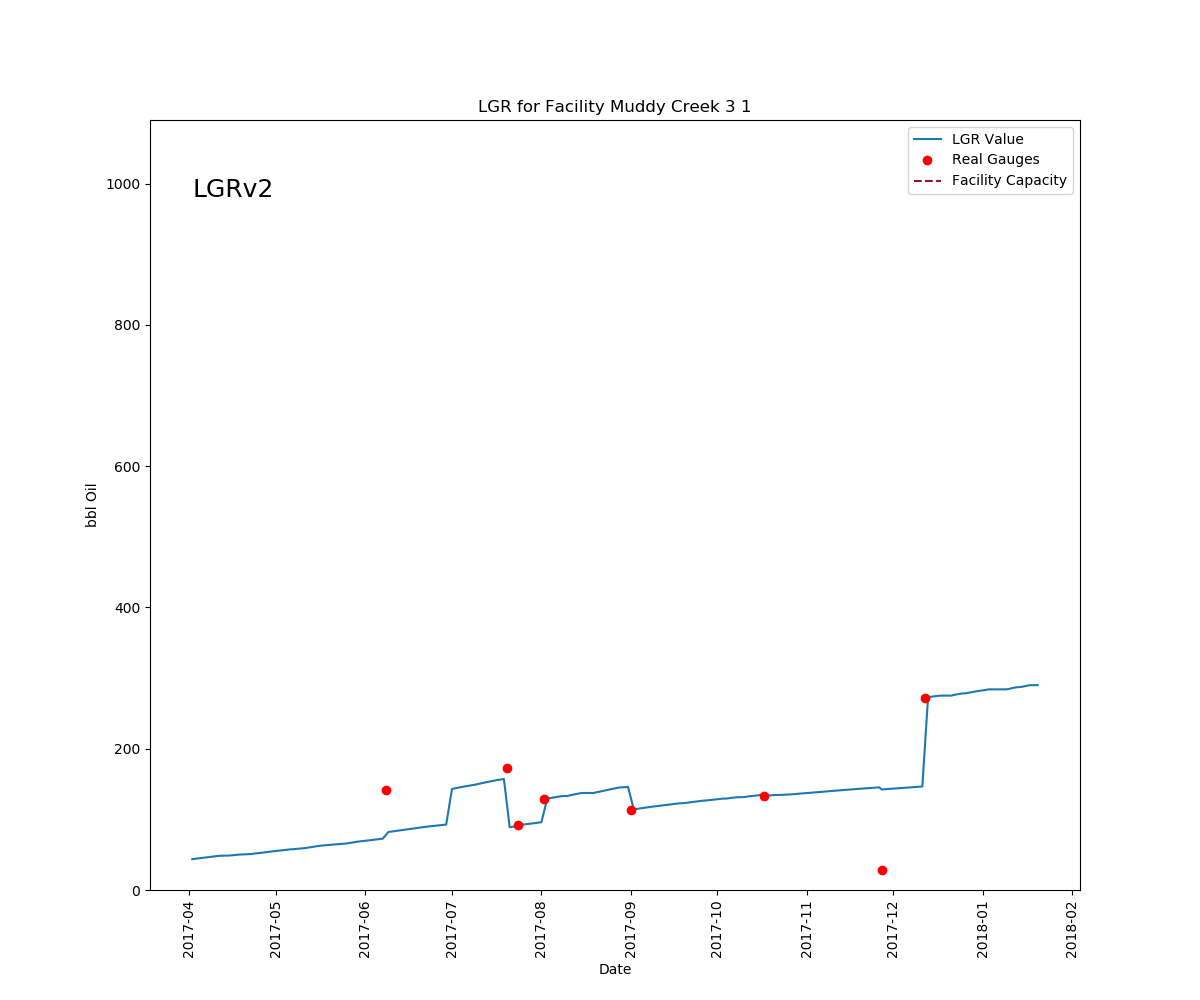 LGR for Facility Muddy Creek 3 1
LGRv2
LGR Value
Real Gauges
Facility Capacity
1000
800
600
400
200
0
bbl Oil
2017-04
2017-05
2017-06
2017-07
2017-08
2017-09
2017-10
2017-11
2017-12
2018-01
2018-02
Date